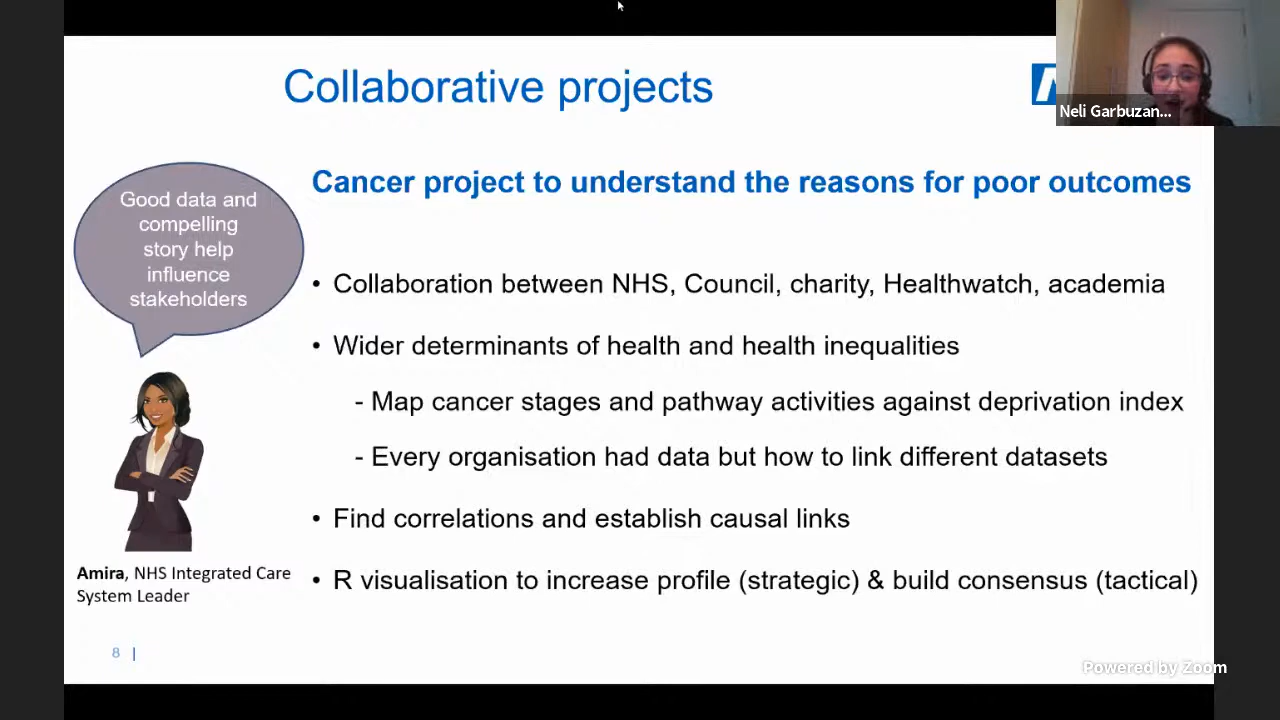 Collaborative projects
Neli Garbuzan...
Cancer project to understand the reasons for poor outcomes
Good data and
compelling
story help
influence
stakeholders
• Collaboration between NHS, Council, charity, Healthwatch, academia
• Wider determinants of health and health inequalities
- Map cancer stages and pathway activities against deprivation index
- Every organisation had data but how to link different datasets
• Find correlations and establish causal links
• R visualisation to increase profile (strategic) & build consensus (tactical)
Amira, NHS Integrated Care
System Leader
8 |
Powered by Zoom